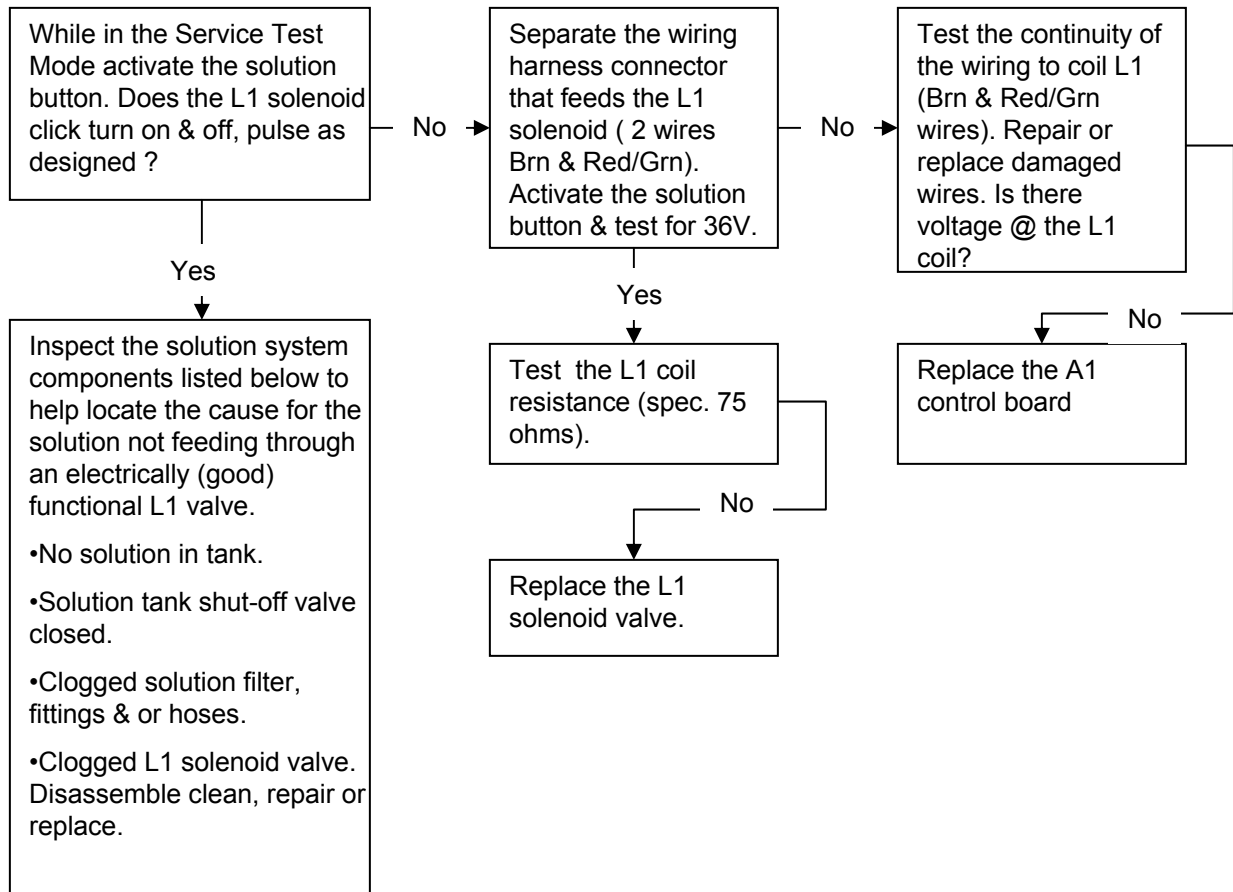 While in the Service Test
Mode activate the solution
button. Does the L1 solenoid
click turn on & off, pulse as
designed ?
No
Separate the wiring
harness connector
that feeds the L1
solenoid ( 2 wires
Brn & Red/Grn).
Activate the solution
button & test for 36V.
No
Test the continuity of
the wiring to coil L1
(Brn & Red/Grn
wires). Repair or
replace damaged
wires. Is there
voltage @ the L1
coil?
Yes
Yes
No
Inspect the solution system
components listed below to
help locate the cause for the
solution not feeding through
an electrically (good)
functional L1 valve.
•No solution in tank.
•Solution tank shut-off valve
closed.
•Clogged solution filter,
fittings & or hoses.
•Clogged L1 solenoid valve.
Disassemble clean, repair or
replace.
Test the L1 coil
resistance (spec. 75
ohms).
No
Replace the L1
solenoid valve.
Replace the A1
control board